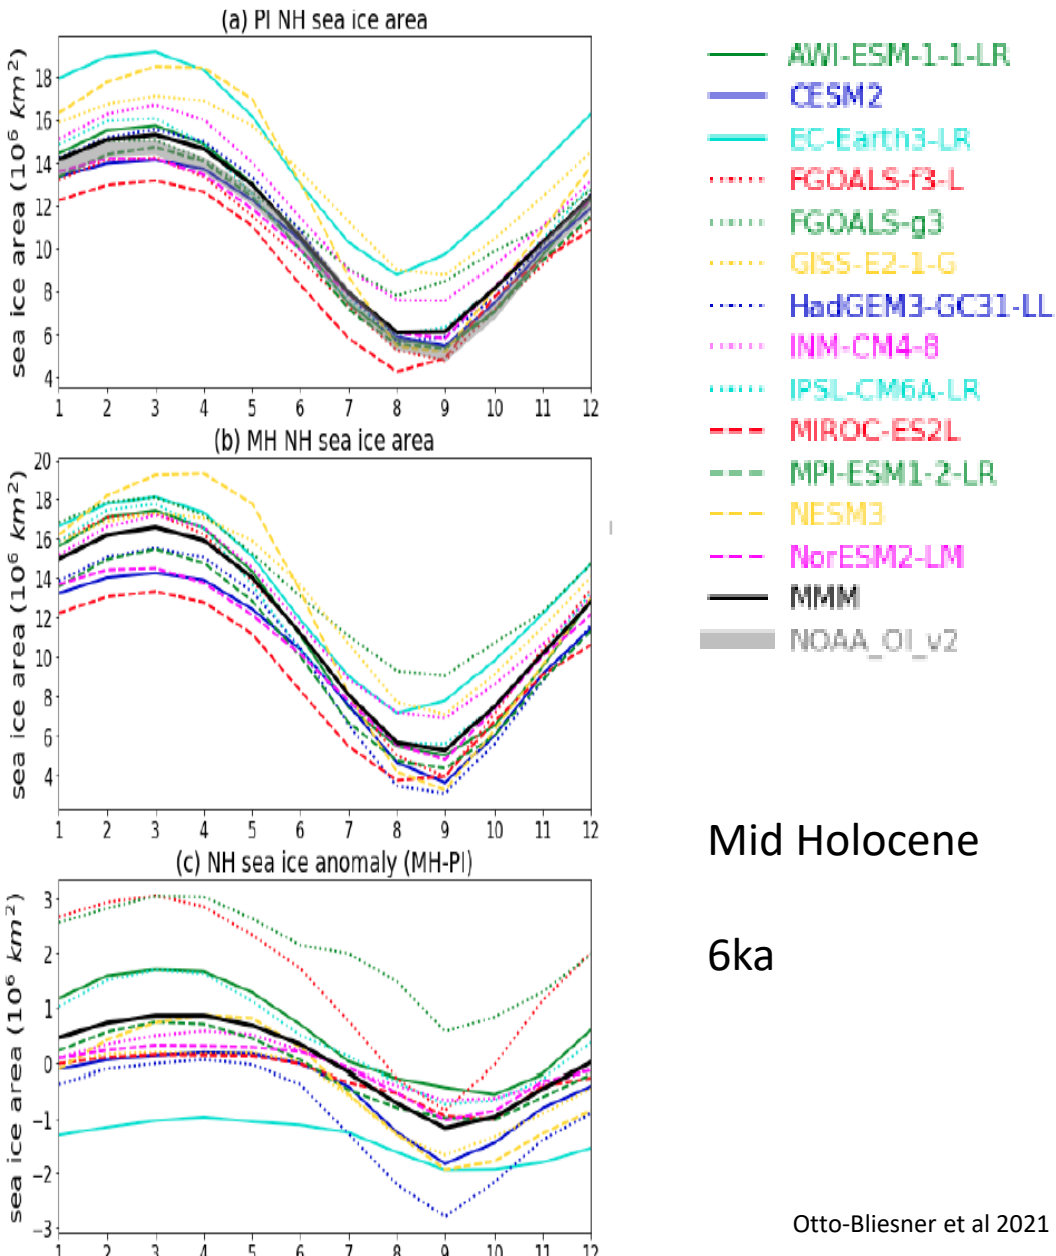 (a) PI NH sea ice area
sea ice area (10⁶ km²)
18
16
14
12
10
8
6
4
1 2 3 4 5 6 7 8 9 10 11 12
(b) MH NH sea ice area
sea ice area (10⁶ km²)
20
18
16
14
12
10
8
6
4
1 2 3 4 5 6 7 8 9 10 11 12
(c) NH sea ice anomaly (MH-PI)
sea ice area (10⁶ km²)
3
2
1
0
−1
−2
−3
1 2 3 4 5 6 7 8 9 10 11 12
AWI-ESM-1-1-LR
CESM2
EC-Earth3-LR
FGOALS-f3-L
FGOALS-g3
GISS-E2-1-G
HadGEM3-GC31-LL
INM-CM4-8
IPSL-CM6A-LR
MIROC-ES2L
MPI-ESM1-2-LR
NESM3
NorESM2-LM
MMM
NOAA_OI_v2
Mid Holocene
6ka
Otto-Bliesner et al 2021